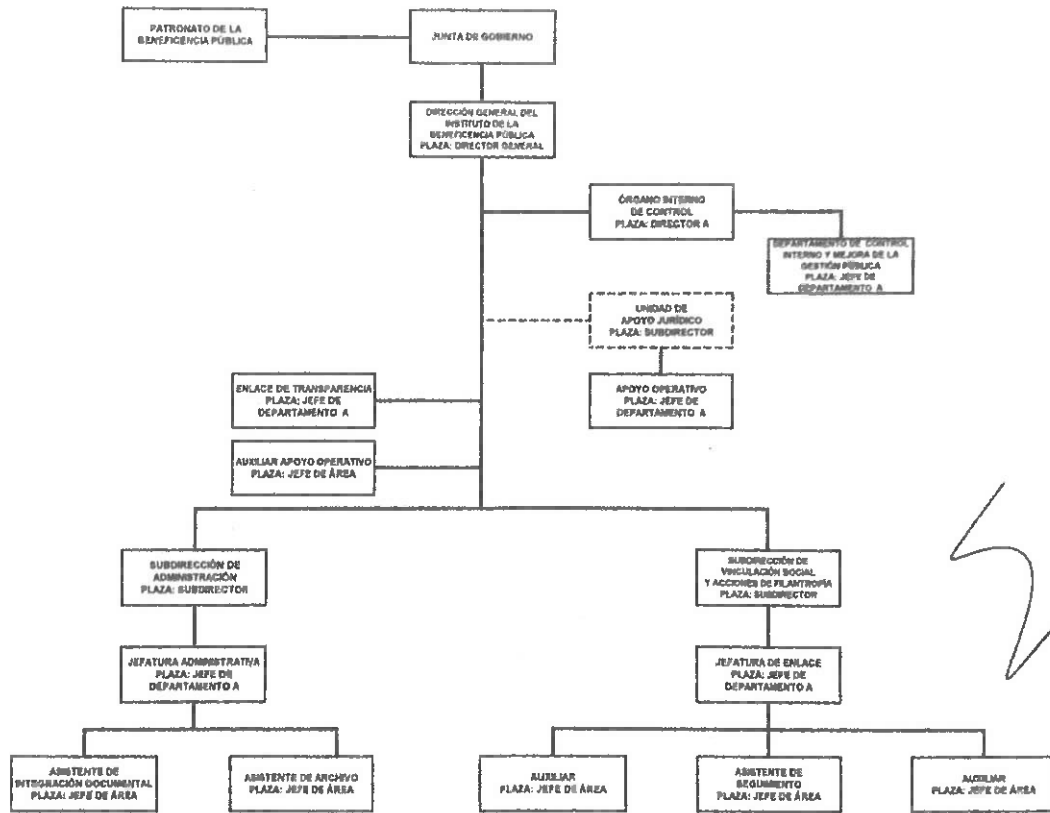 PATRONATO DE LA
BENEFICENCIA PÚBLICA
JUNTA DE GOBIERNO
DIRECCIÓN GENERAL DEL
INSTITUTO DE LA
BENEFICENCIA PÚBLICA
PLAZA: DIRECTOR GENERAL
ÓRGANO INTERNO
DE CONTROL
PLAZA: DIRECTOR A
DEPARTAMENTO DE CONTROL
INTERNO Y MEJORA DE LA
GESTIÓN PÚBLICA
PLAZA: JEFE DE
DEPARTAMENTO A
UNIDAD DE
APOYO JURÍDICO
PLAZA: SUBDIRECTOR
ENLACE DE TRANSPARENCIA
PLAZA: JEFE DE
DEPARTAMENTO A
APOYO OPERATIVO
PLAZA: JEFE DE
DEPARTAMENTO A
AUXILIAR APOYO OPERATIVO
PLAZA: JEFE DE ÁREA
SUBDIRECCIÓN DE
ADMINISTRACIÓN
PLAZA: SUBDIRECTOR
SUBDIRECCIÓN DE
VINCULACIÓN SOCIAL
Y ACCIONES DE FILANTROPÍA
PLAZA: SUBDIRECTOR
JEFATURA ADMINISTRATIVA
PLAZA: JEFE DE
DEPARTAMENTO A
JEFATURA DE ENLACE
PLAZA: JEFE DE
DEPARTAMENTO A
ASISTENTE DE
INTEGRACIÓN DOCUMENTAL
PLAZA: JEFE DE ÁREA
ASISTENTE DE ARCHIVO
PLAZA: JEFE DE ÁREA
AUXILIAR
PLAZA: JEFE DE ÁREA
ASISTENTE DE
SEGUIMIENTO
PLAZA: JEFE DE ÁREA
AUXILIAR
PLAZA: JEFE DE ÁREA